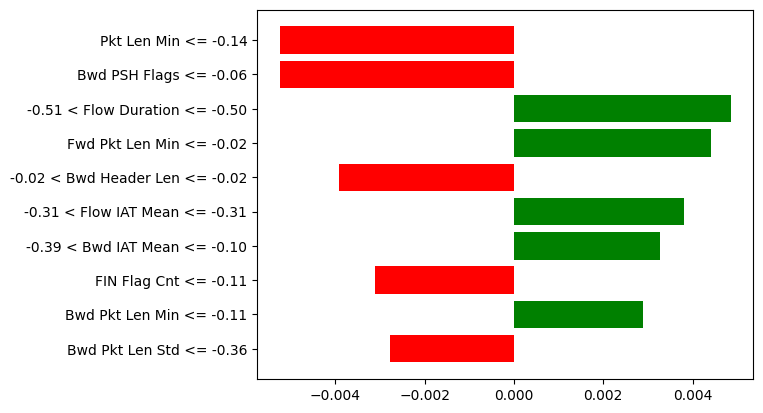 Pkt Len Min <= -0.14
Bwd PSH Flags <= -0.06
-0.51 < Flow Duration <= -0.50
Fwd Pkt Len Min <= -0.02
-0.02 < Bwd Header Len <= -0.02
-0.31 < Flow IAT Mean <= -0.31
-0.39 < Bwd IAT Mean <= -0.10
FIN Flag Cnt <= -0.11
Bwd Pkt Len Min <= -0.11
Bwd Pkt Len Std <= -0.36
−0.004 −0.002 0.000 0.002 0.004